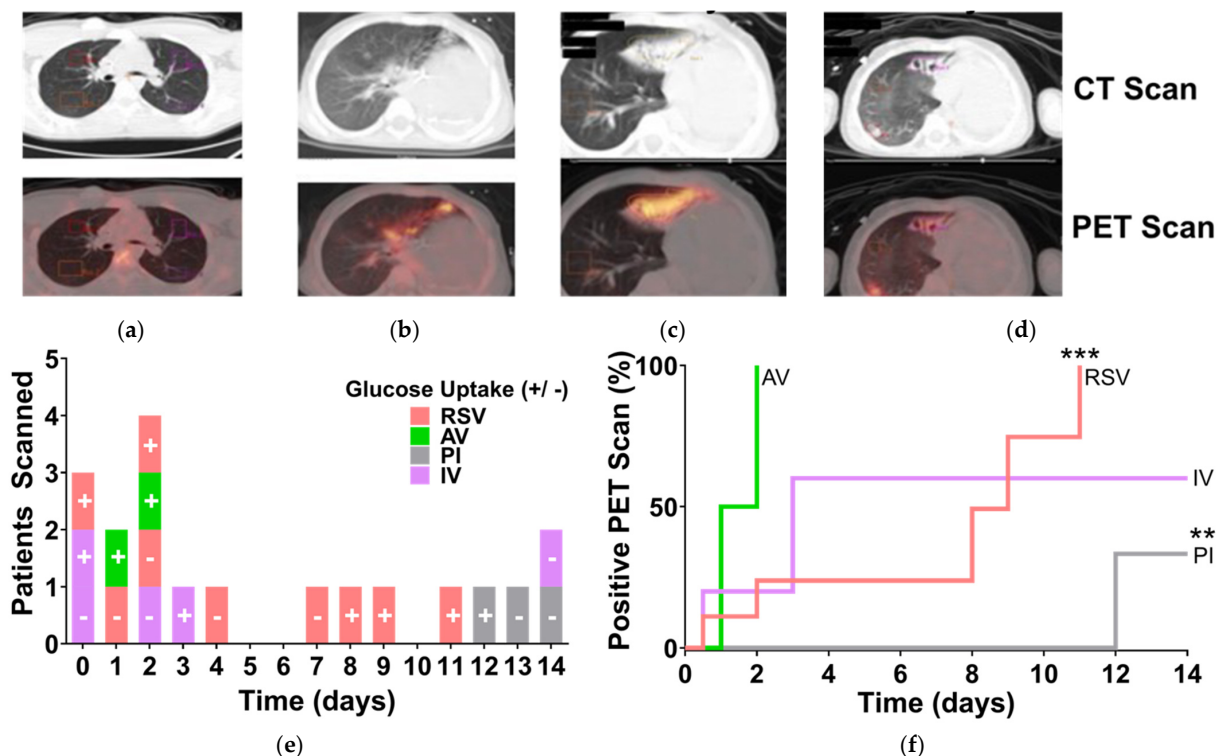 CT Scan
PET Scan
(a)
(b)
(c)
(d)
Patients Scanned
5
4
3
2
1
0
Glucose Uptake (+/ -)
RSV
AV
PI
IV
+
+
-
+
-
+
+
-
-
+
-
-
+
+
+
+
-
-
-
0 1 2 3 4 5 6 7 8 9 10 11 12 13 14
Time (days)
(e)
Positive PET Scan (%)
100
50
0
AV
***
RSV
IV
**
PI
0 2 4 6 8 10 12 14
Time (days)
(f)